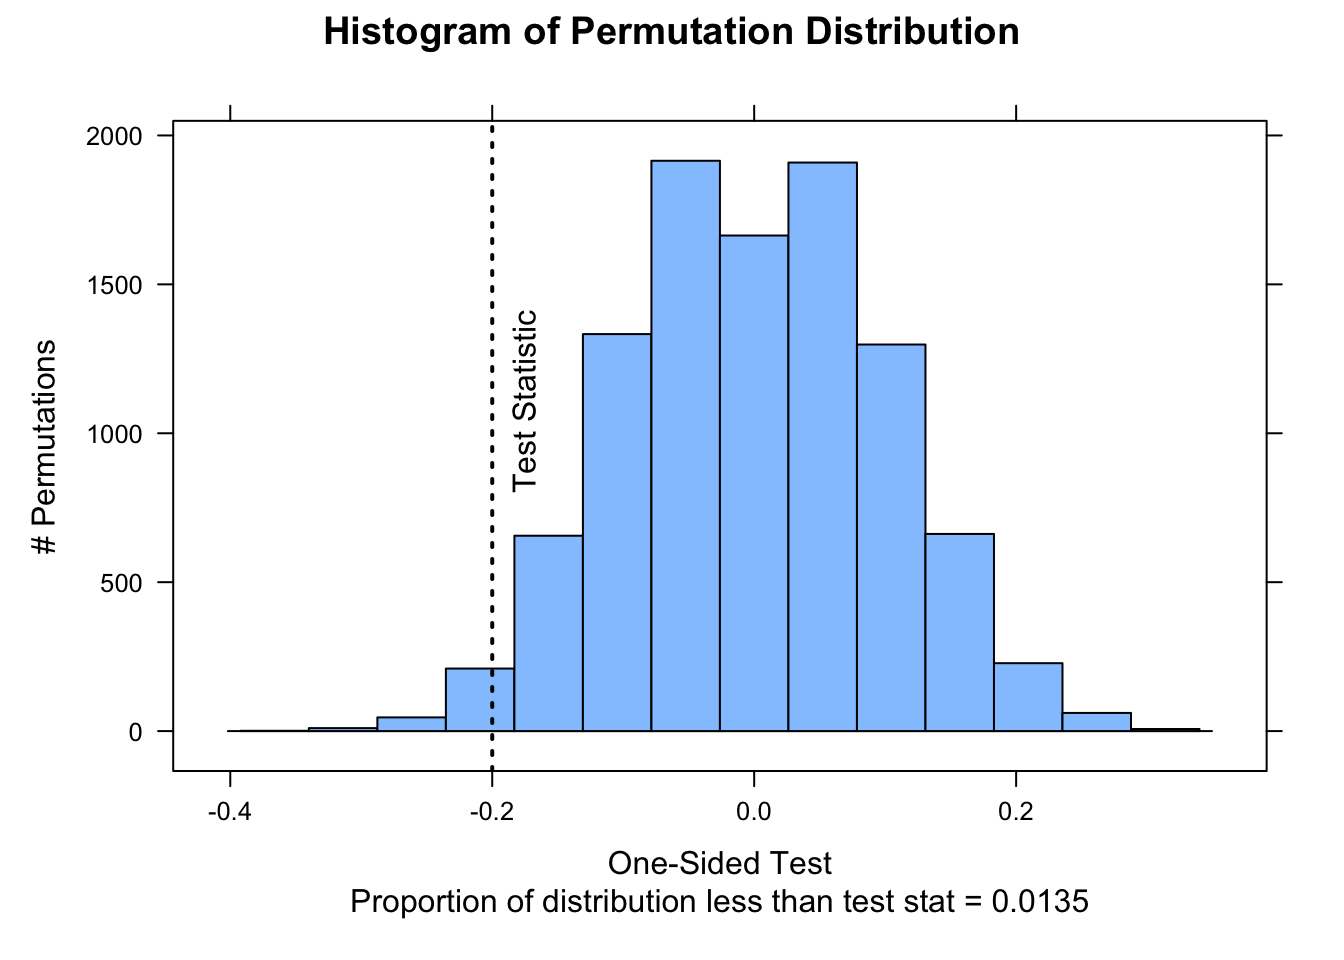 Histogram of Permutation Distribution
2000
1500
1000
500
0
# Permutations
Test Statistic
-0.4
-0.2
0.0
0.2
One-Sided Test
Proportion of distribution less than test stat = 0.0135